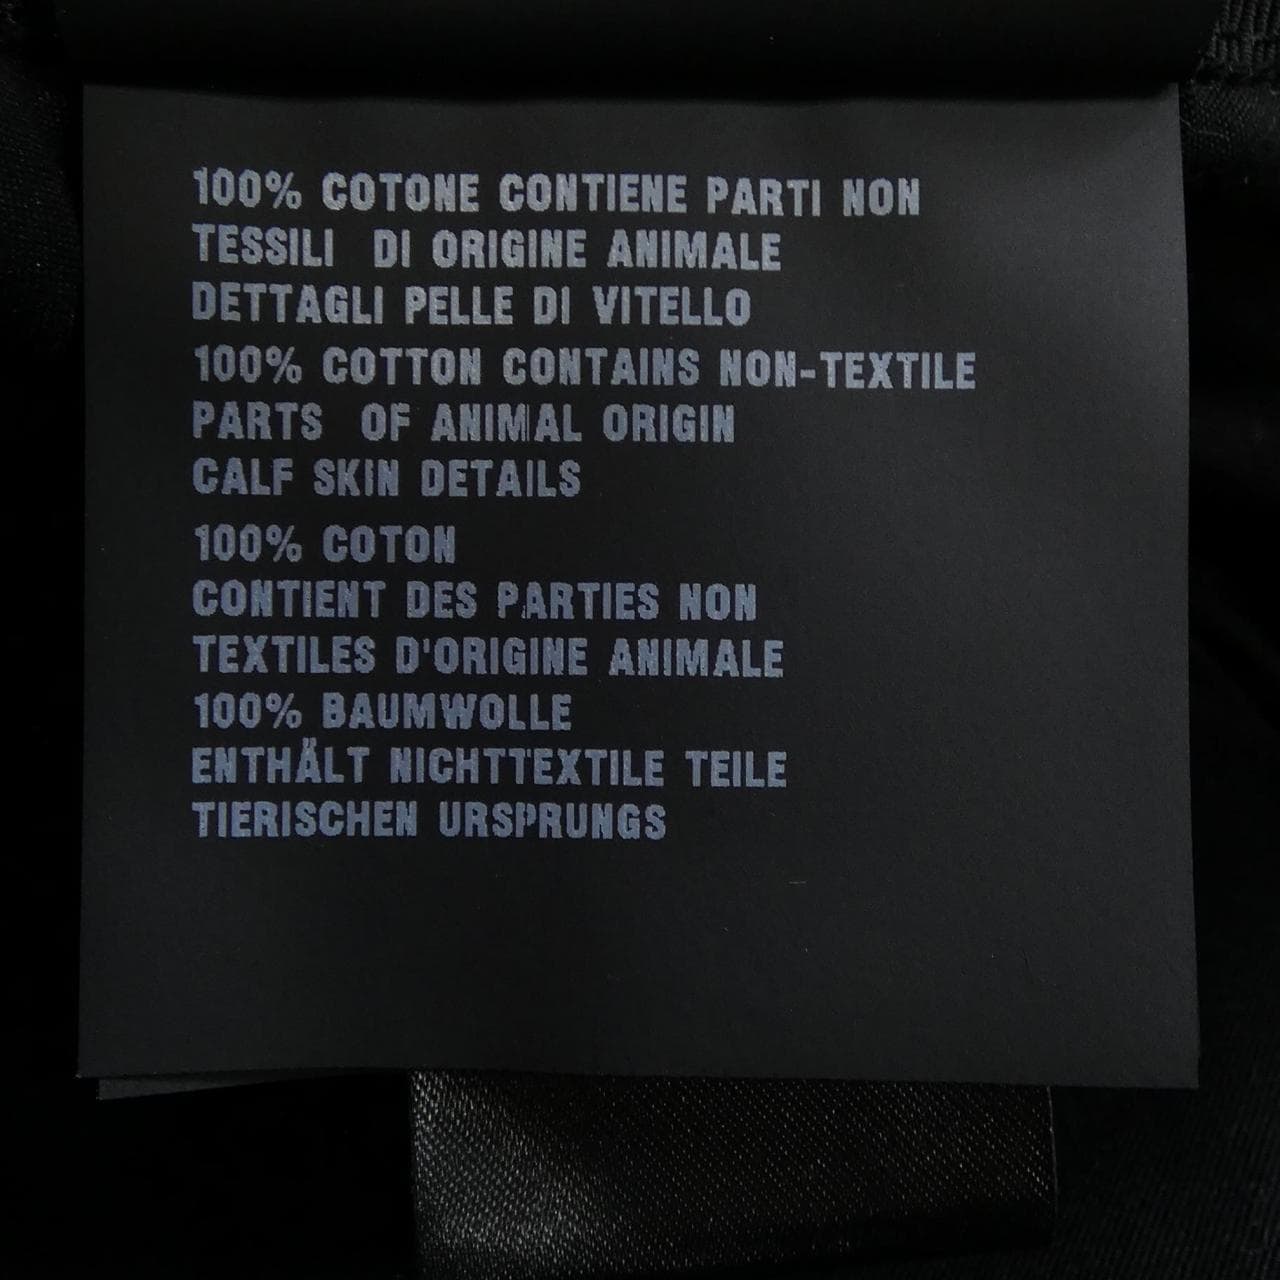 100% COTONE CONTIENE PARTI NON
TESSILI DI ORIGINE ANIMALE
DETTAGLI PELLE DI VITELLO
100% COTTON CONTAINS NON-TEXTILE
PARTS OF ANIMAL ORIGIN
CALF SKIN DETAILS
100% COTON
CONTIENT DES PARTIES NON
TEXTILES D'ORIGINE ANIMALE
100% BAUMWOLLE
ENTHÄLT NICHTTEXTILE TEILE
TIERISCHEN URSPRUNGS